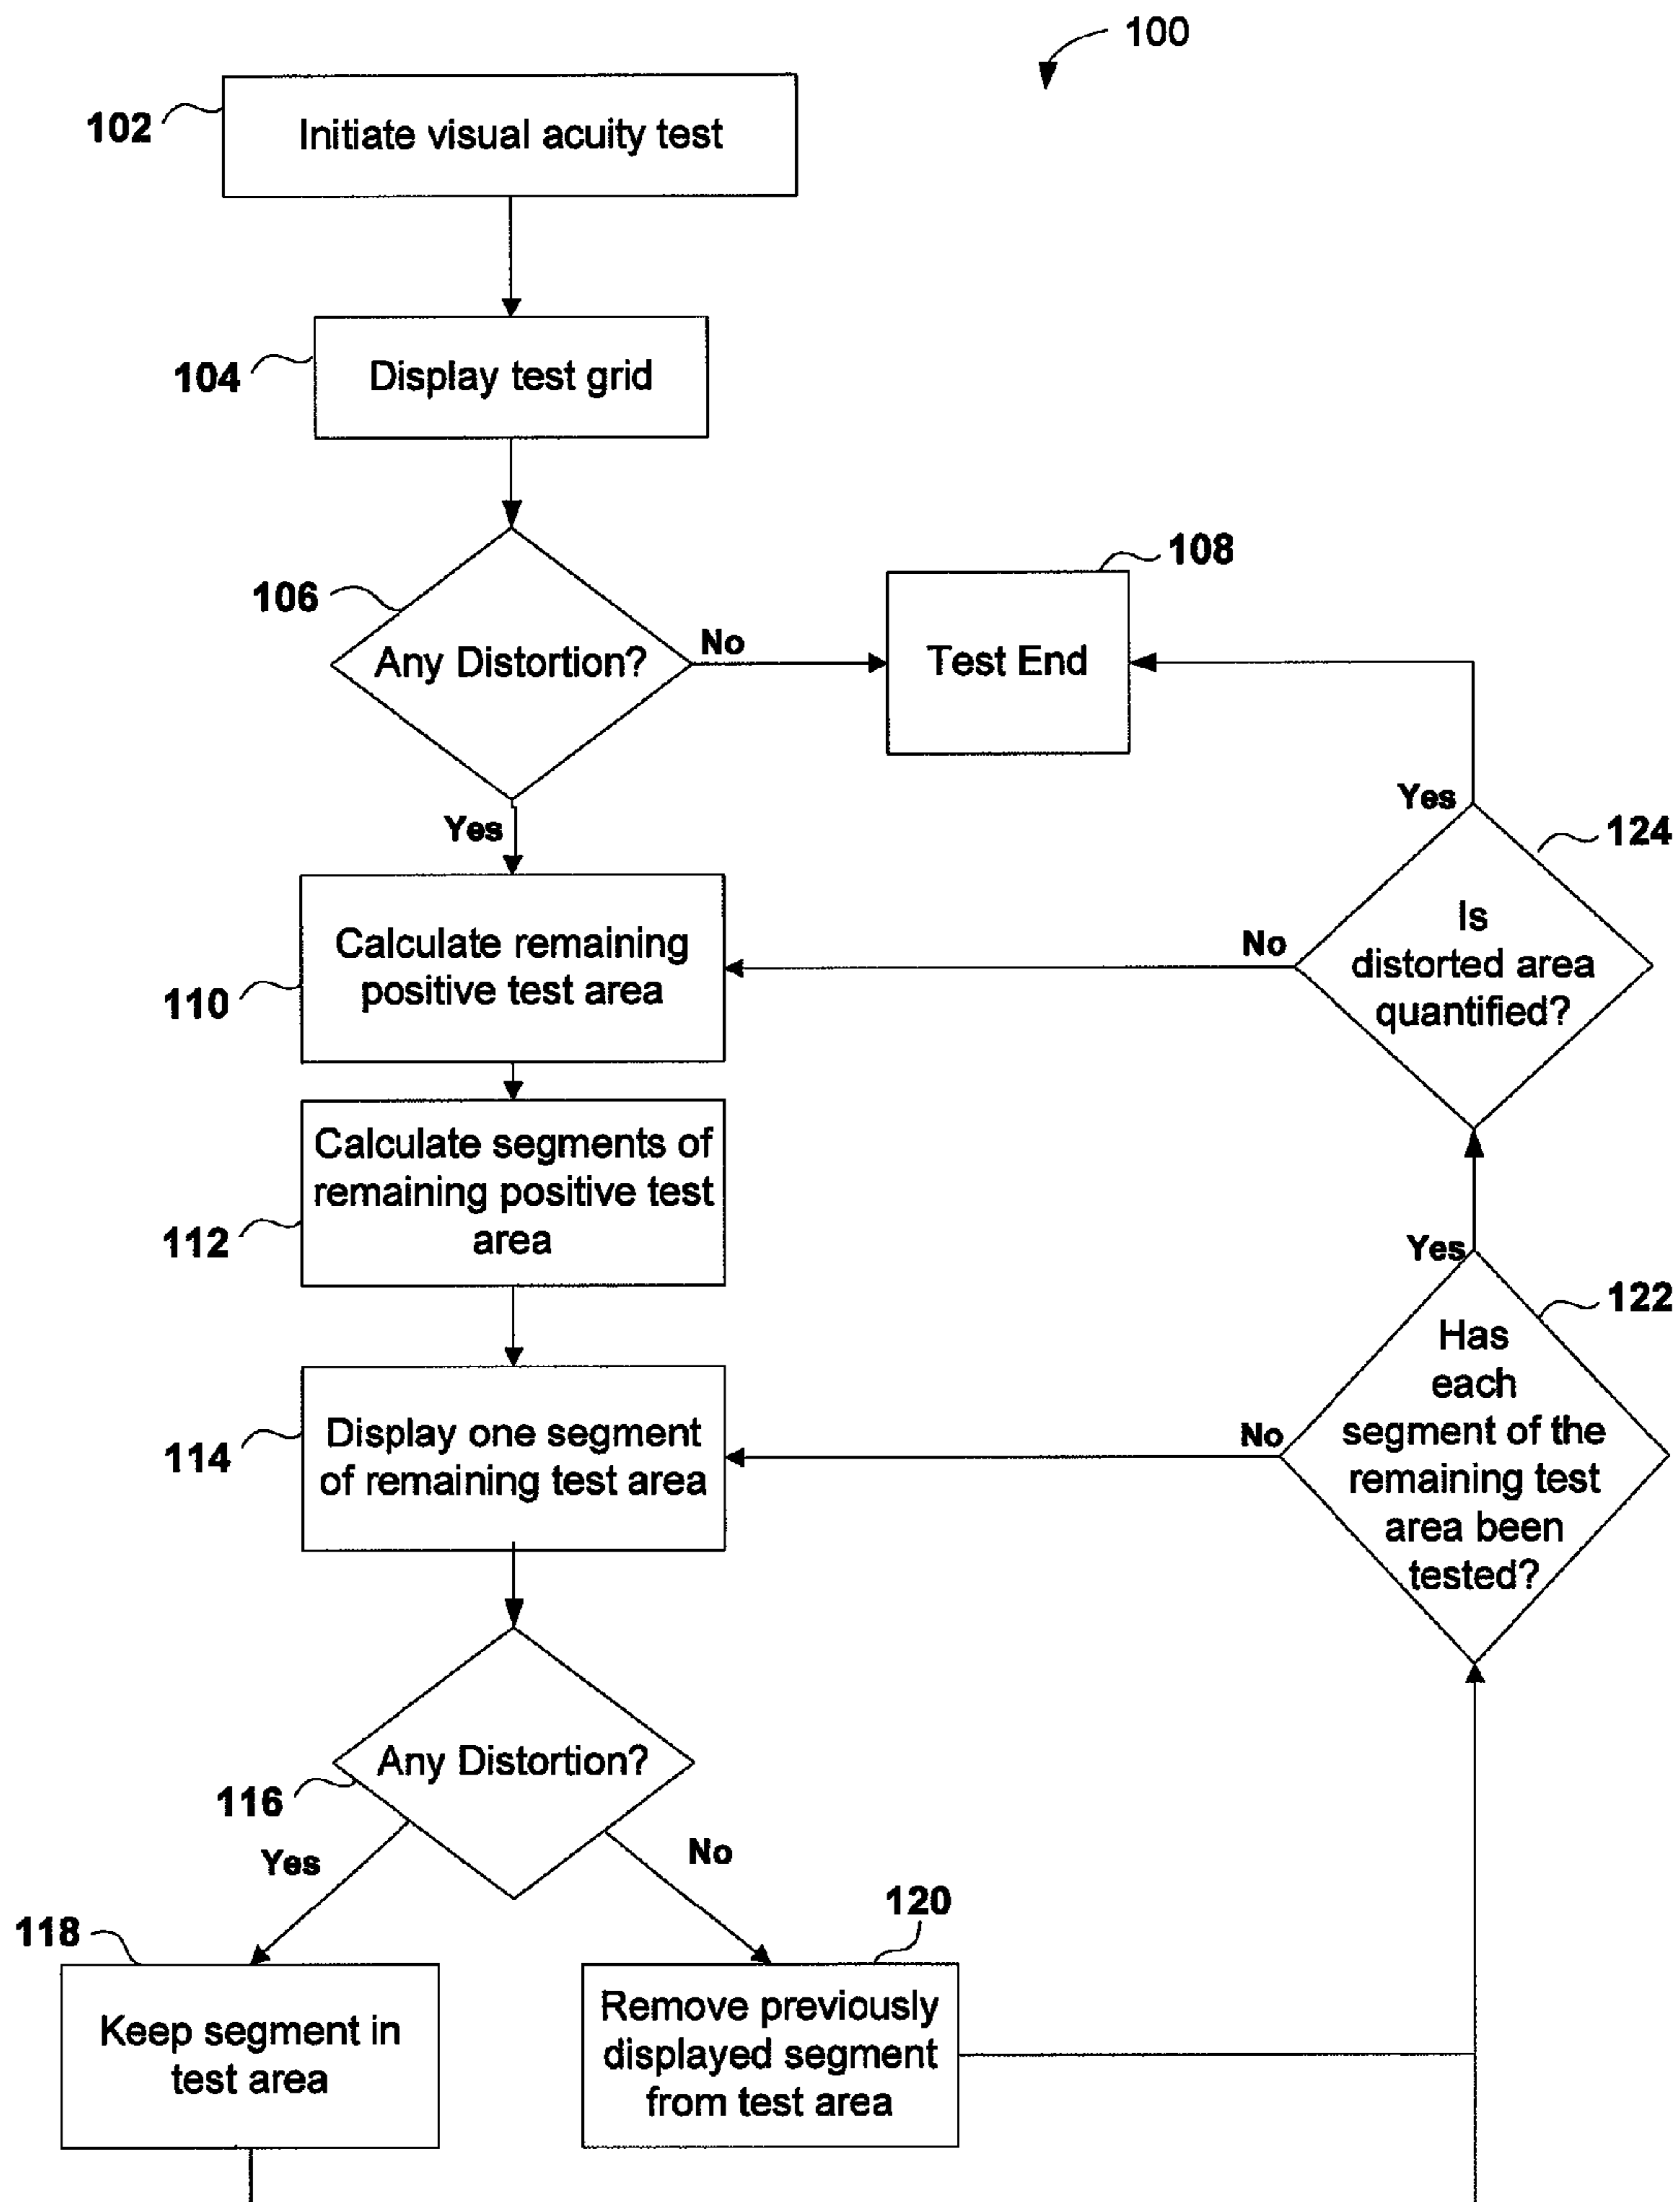 100
102
Initiate visual acuity test
104
Display test grid
106
Any Distortion?
No
108
Test End
Yes
110
Calculate remaining
positive test area
Yes
124
Is
distorted area
quantified?
No
112
Calculate segments of
remaining positive test
area
Yes
122
Has
each
segment of the
remaining test
area been
tested?
No
114
Display one segment
of remaining test area
116
Any Distortion?
Yes
No
118
Keep segment in
test area
120
Remove previously
displayed segment
from test area